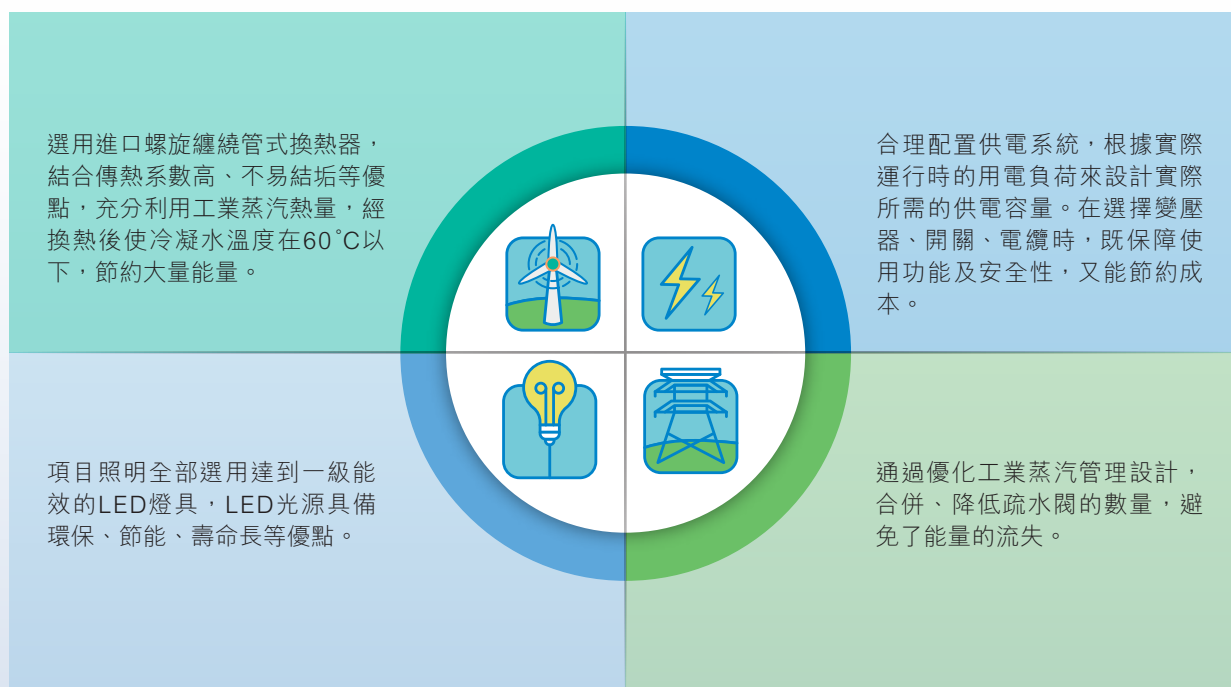 選用進口螺旋纏繞管式換熱器，
結合傳熱系數高、不易結垢等優
點，充分利用工業蒸汽熱量，經
換熱後使冷凝水溫度在60˚C以
下，節約大量能量。
合理配置供電系統，根據實際
運行時的用電負荷來設計實際
所需的供電容量。在選擇變壓
器、開關、電纜時，既保障使
用功能及安全性，又能節約成
本。
項目照明全部選用達到一級能
效的LED燈具，LED光源具備
環保、節能、壽命長等優點。
通過優化工業蒸汽管理設計，
合併、降低疏水閥的數量，避
免了能量的流失。